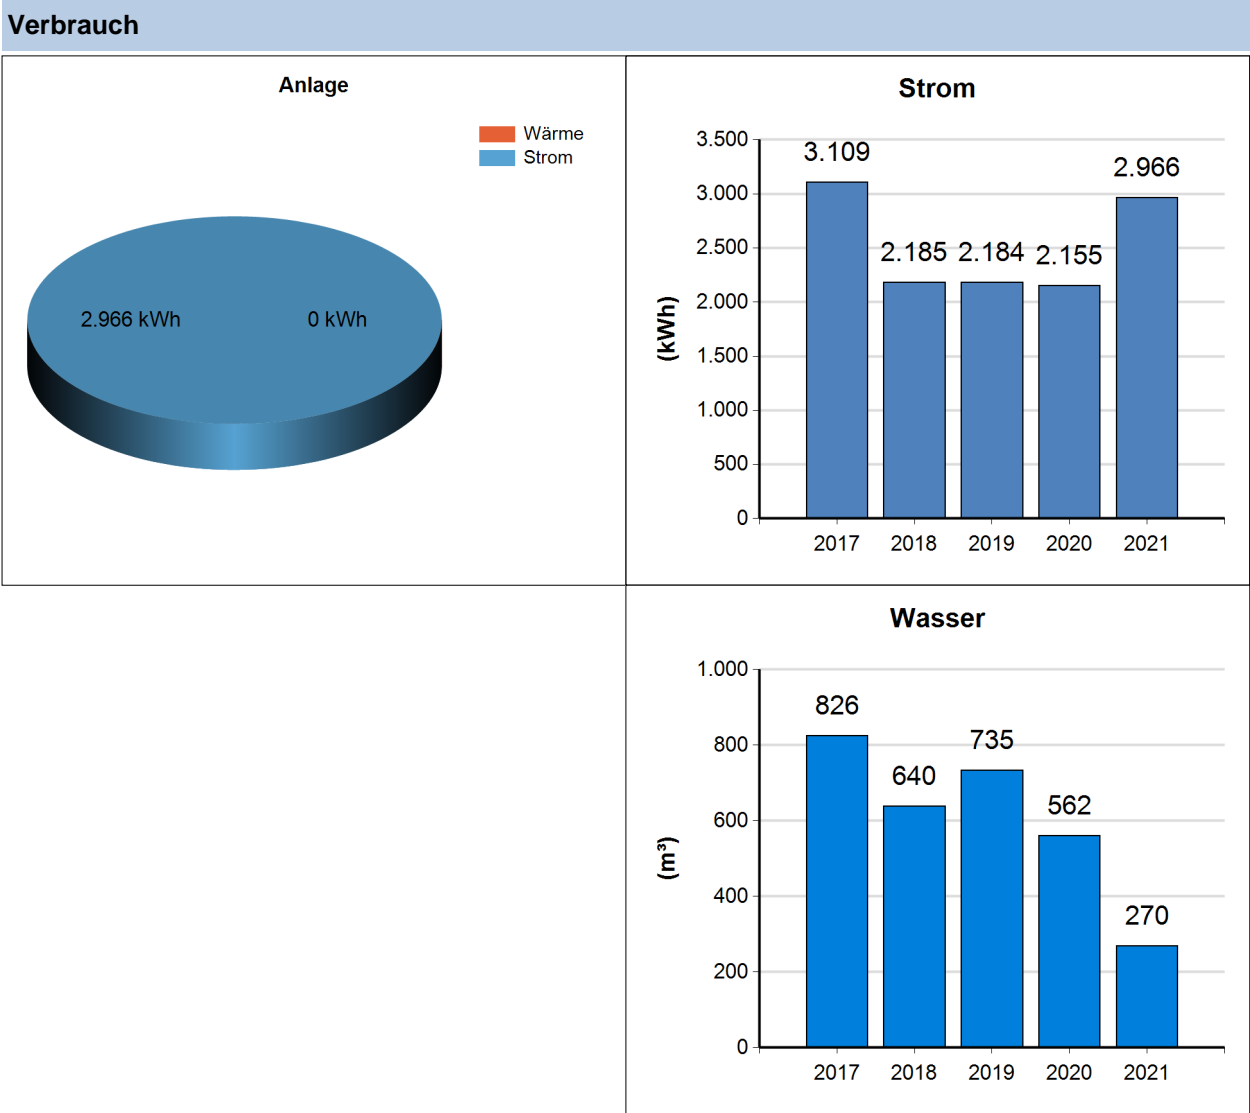 Verbrauch
Anlage
Wärme
Strom
2.966 kWh
0 kWh
Strom
(kWh)
3.500
3.000
2.500
2.000
1.500
1.000
500
0
3.109
2.185
2.184
2.155
2.966
2017 2018 2019 2020 2021
Wasser
(m³)
1.000
800
600
400
200
0
826
640
735
562
270
2017 2018 2019 2020 2021